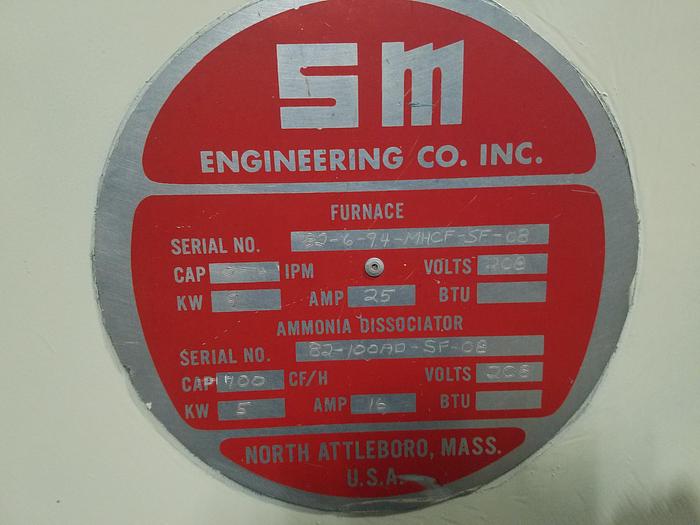 SM
ENGINEERING CO. INC.
FURNACE
SERIAL NO. 82-6-94-MHCF-SF-08
CAP IPM VOLTS 208
KW 9 AMP 25 BTU
AMMONIA DISSOCIATOR
SERIAL NO. 82-100AD-SF-08
CAP 100 CF/H VOLTS 208
KW 5 AMP 16 BTU
NORTH ATTLEBORO, MASS.
U.S.A.